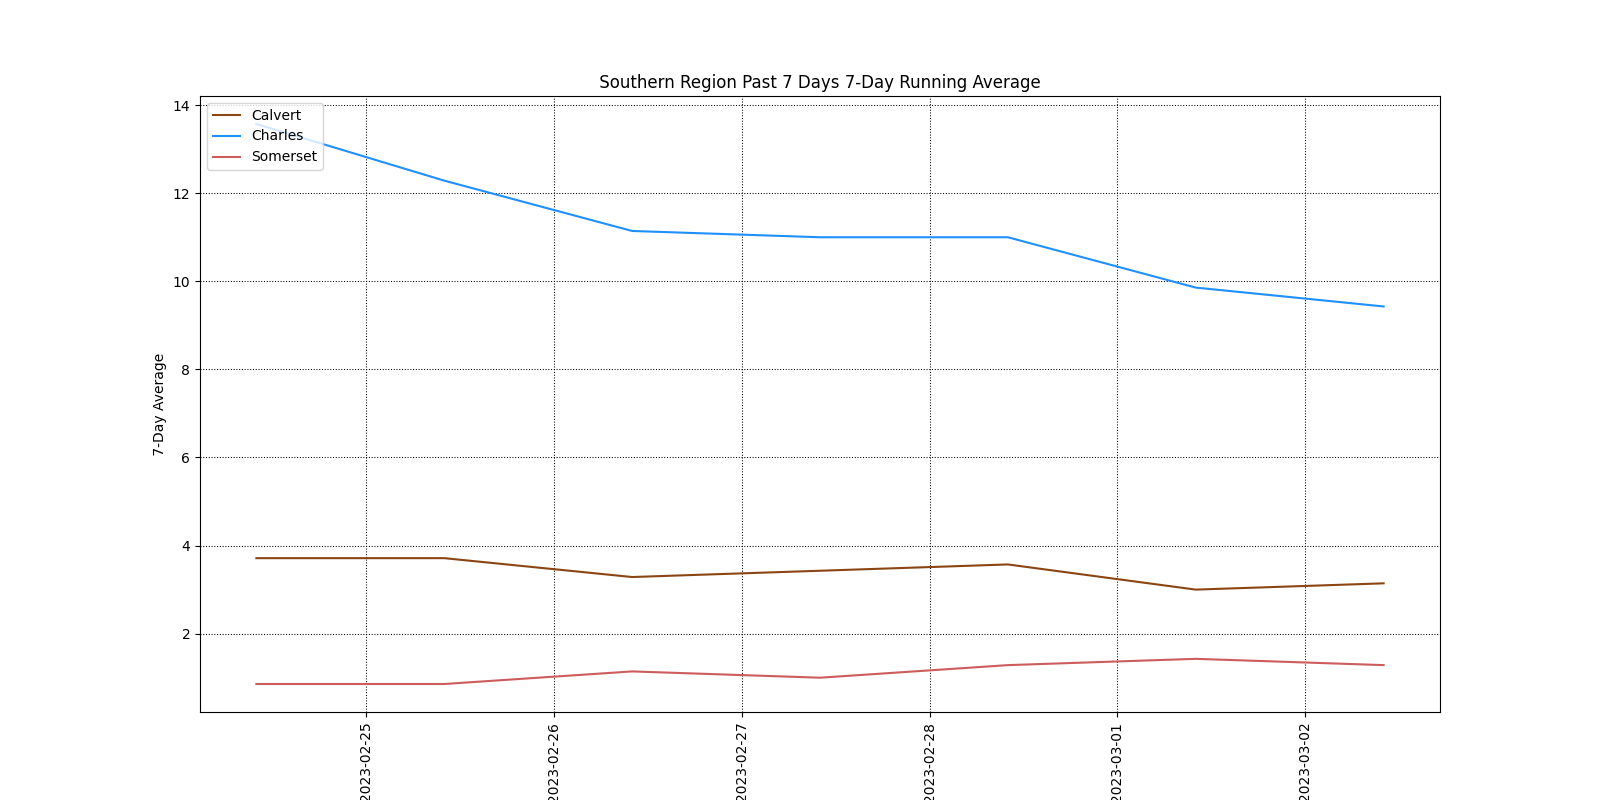 Southern Region Past 7 Days 7-Day Running Average
Calvert
Charles
Somerset
7-Day Average
14
12
10
8
6
4
2
2023-02-25
2023-02-26
2023-02-27
2023-02-28
2023-03-01
2023-03-02